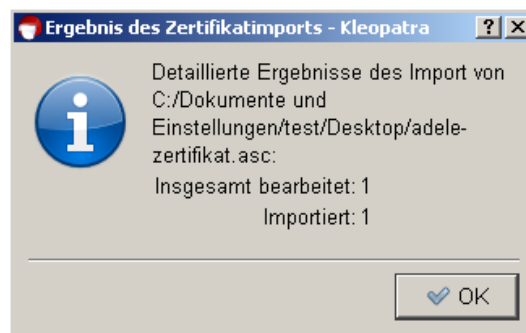 Ergebnis des Zertifikatimports - Kleopatra
Detaillierte Ergebnisse des Import von
C:/Dokumente und
Einstellungen/test/Desktop/adele-
zertifikat.asc:
Insgesamt bearbeitet: 1
Importiert: 1
OK